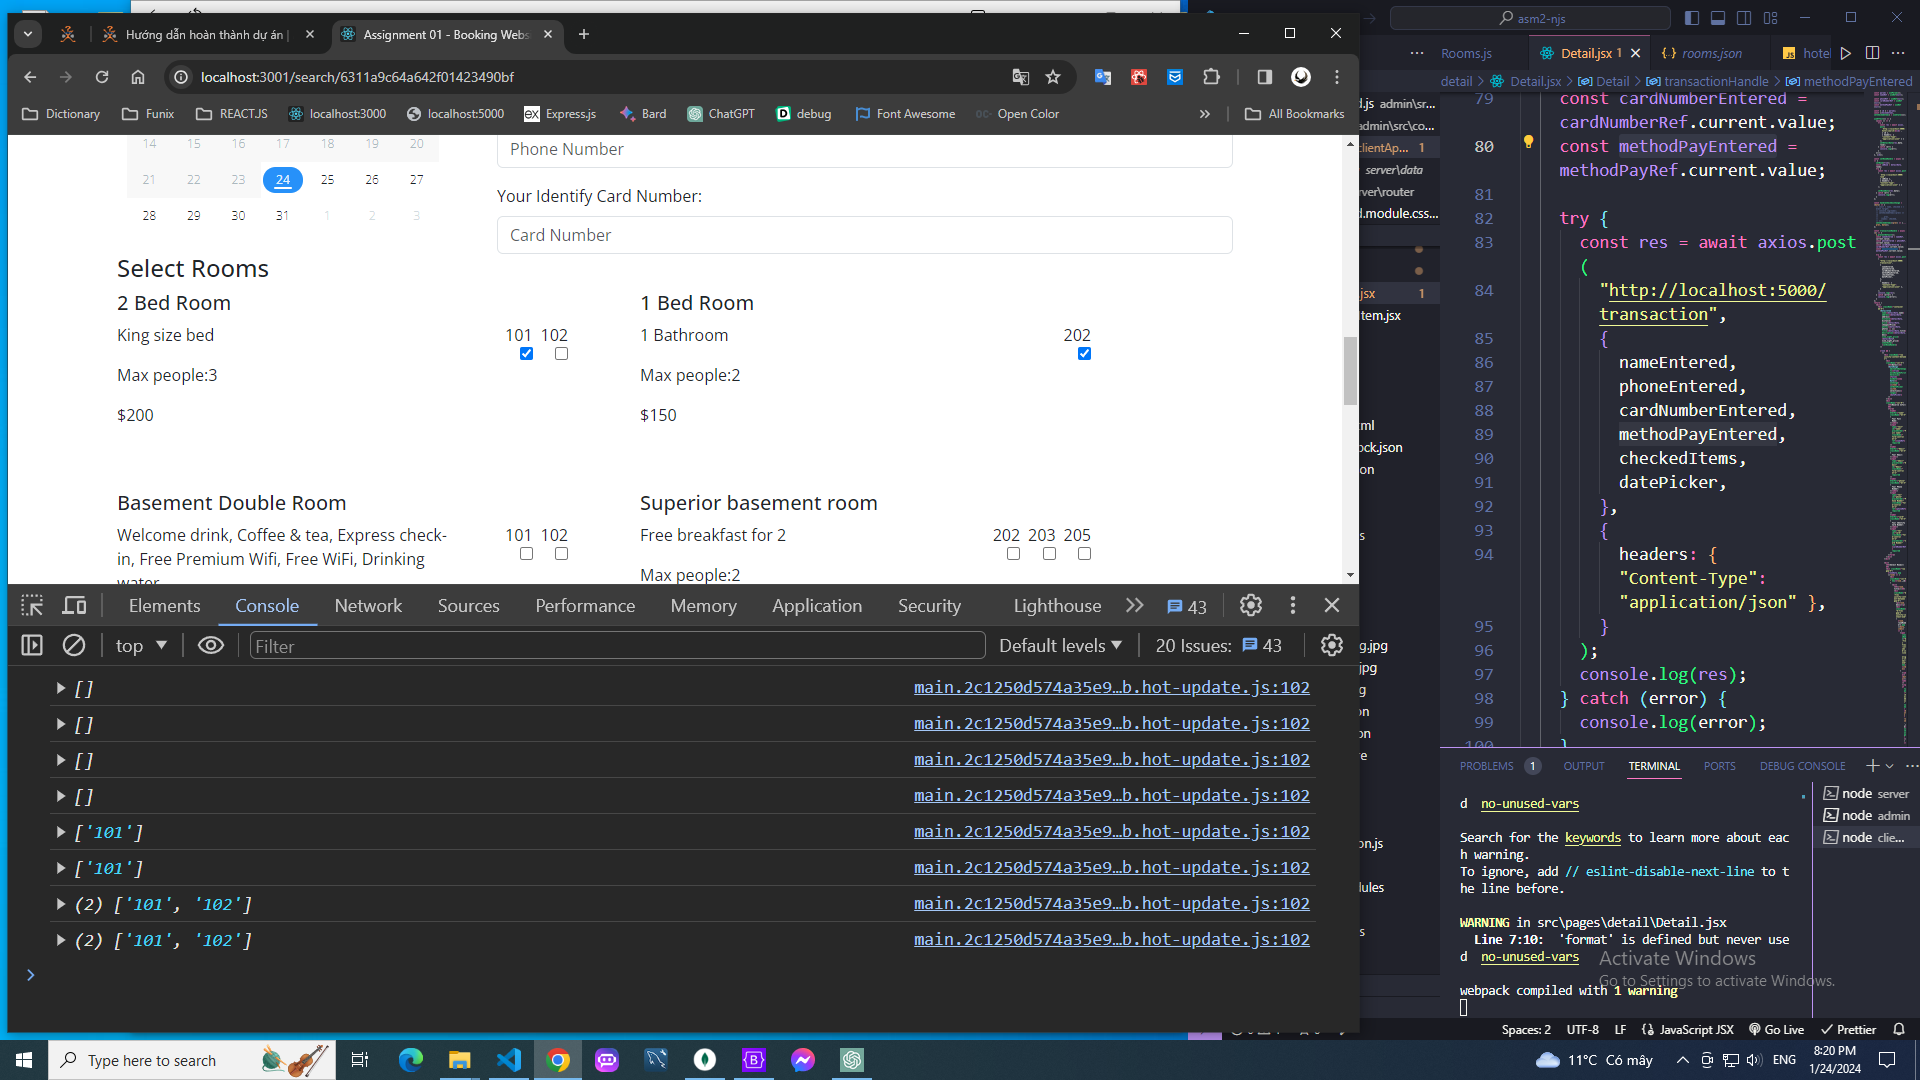 Hướng dẫn hoàn thành dự án |
Assignment 01 - Booking Webs
localhost:3001/search/6311a9c64a642f01423490bf
Dictionary
Funix
REACTJS
localhost:3000
localhost:5000
Express.js
Bard
ChatGPT
debug
Font Awesome
Open Color
All Bookmarks
14 15 16 17 18 19 20
21 22 23 24 25 26 27
28 29 30 31 1 2 3
Phone Number
Your Identify Card Number:
Card Number
Select Rooms
2 Bed Room
King size bed
101 102
Max people:3
$200
1 Bed Room
1 Bathroom
202
Max people:2
$150
Basement Double Room
Welcome drink, Coffee & tea, Express check-
in, Free Premium Wifi, Free WiFi, Drinking
water
101 102
Superior basement room
Free breakfast for 2
202 203 205
Max people:2
Elements Console Network Sources Performance Memory Application Security Lighthouse 43
top Filter Default levels 20 Issues: 43
[] main.2c1250d574a35e9…b.hot-update.js:102
[] main.2c1250d574a35e9…b.hot-update.js:102
[] main.2c1250d574a35e9…b.hot-update.js:102
[] main.2c1250d574a35e9…b.hot-update.js:102
['101'] main.2c1250d574a35e9…b.hot-update.js:102
['101'] main.2c1250d574a35e9…b.hot-update.js:102
(2) ['101', '102'] main.2c1250d574a35e9…b.hot-update.js:102
(2) ['101', '102'] main.2c1250d574a35e9…b.hot-update.js:102
asm2-njs
Rooms.js
Detail.jsx 1
rooms.json
hotel
detail > Detail.jsx > Detail > transactionHandle > methodPayEntered
d.js admin\sr...
admin\src\co...
clientAp... 1
server\data
ver\router
d.module.css...
jsx 1
tem.jsx
ml
ock.json
on
s
g.jpg
jpg
g
on
on
e
on.js
dules
s
79 const cardNumberEntered =
cardNumberRef.current.value;
80 const methodPayEntered =
methodPayRef.current.value;
81
82 try {
83 const res = await axios.post
(
84 "http://localhost:5000/
transaction",
85 {
86 nameEntered,
87 phoneEntered,
88 cardNumberEntered,
89 methodPayEntered,
90 checkedItems,
91 datePicker,
92 },
93 {
94 headers: {
"Content-Type":
"application/json" },
95 }
96 );
97 console.log(res);
98 } catch (error) {
99 console.log(error);
100 }
PROBLEMS 1 OUTPUT TERMINAL PORTS DEBUG CONSOLE
d no-unused-vars
Search for the keywords to learn more about eac
h warning.
To ignore, add // eslint-disable-next-line to t
he line before.
WARNING in src\pages\detail\Detail.jsx
Line 7:10: 'format' is defined but never use
d no-unused-vars
webpack compiled with 1 warning
node server
node admin
node clie...
Activate Windows
Go to Settings to activate Windows.
Spaces: 2 UTF-8 LF JavaScript JSX Go Live Prettier
Type here to search
11°C Có mây
ENG
8:20 PM
1/24/2024